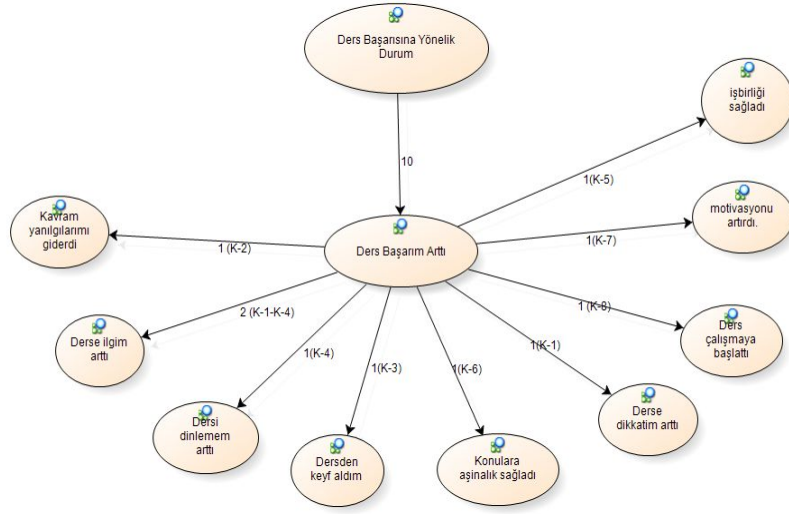 Ders Başarısına Yönelik
Durum
10
işbirliği
sağladı
1(K-5)
motivasyonu
artırdı.
1(K-7)
Kavram
yanılgılarımı
giderdi
1 (K-2)
Ders Başarım Arttı
1 (K-8)
Ders
çalışmaya
başlattı
2 (K-1-K-4)
Derse ilgim
arttı
1(K-4)
1(K-3)
1(K-6)
1(K-1)
Derse
dikkatim arttı
Dersi
dinlemem
arttı
Dersden
keyf aldım
Konulara
aşinalık sağladı